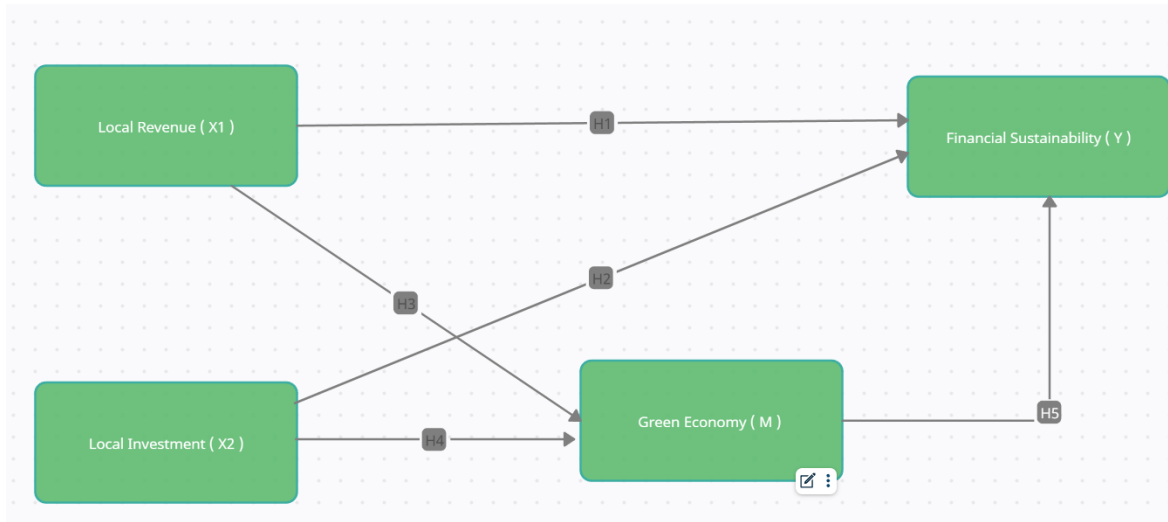 Local Revenue ( X1 )
H1
Financial Sustainability ( Y )
H2
H3
Local Investment ( X2 )
H4
Green Economy ( M )
H5